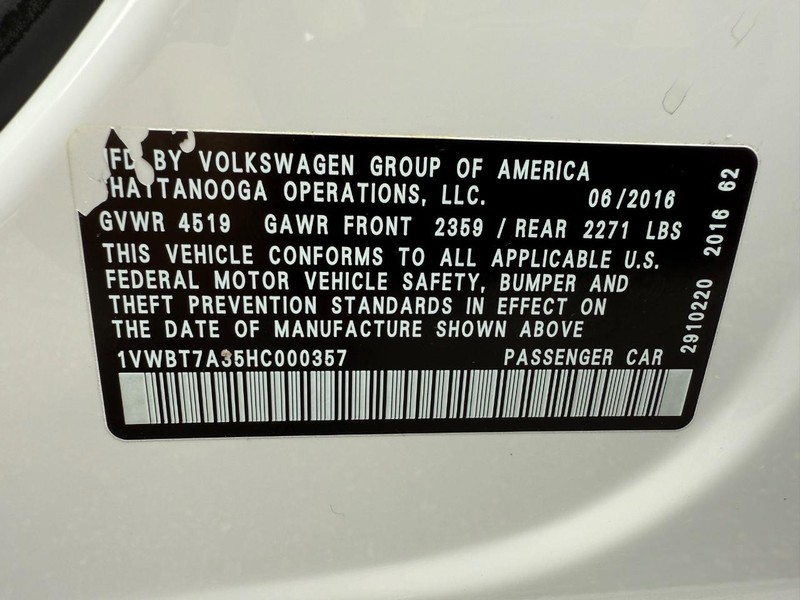 MFD. BY VOLKSWAGEN GROUP OF AMERICA
CHATTANOOGA OPERATIONS, LLC. 06/2016
GVWR 4519 GAWR FRONT 2359 / REAR 2271 LBS
THIS VEHICLE CONFORMS TO ALL APPLICABLE U.S.
FEDERAL MOTOR VEHICLE SAFETY, BUMPER AND
THEFT PREVENTION STANDARDS IN EFFECT ON
THE DATE OF MANUFACTURE SHOWN ABOVE
1VWBT7A35HC000357 PASSENGER CAR
2910220 2016 62